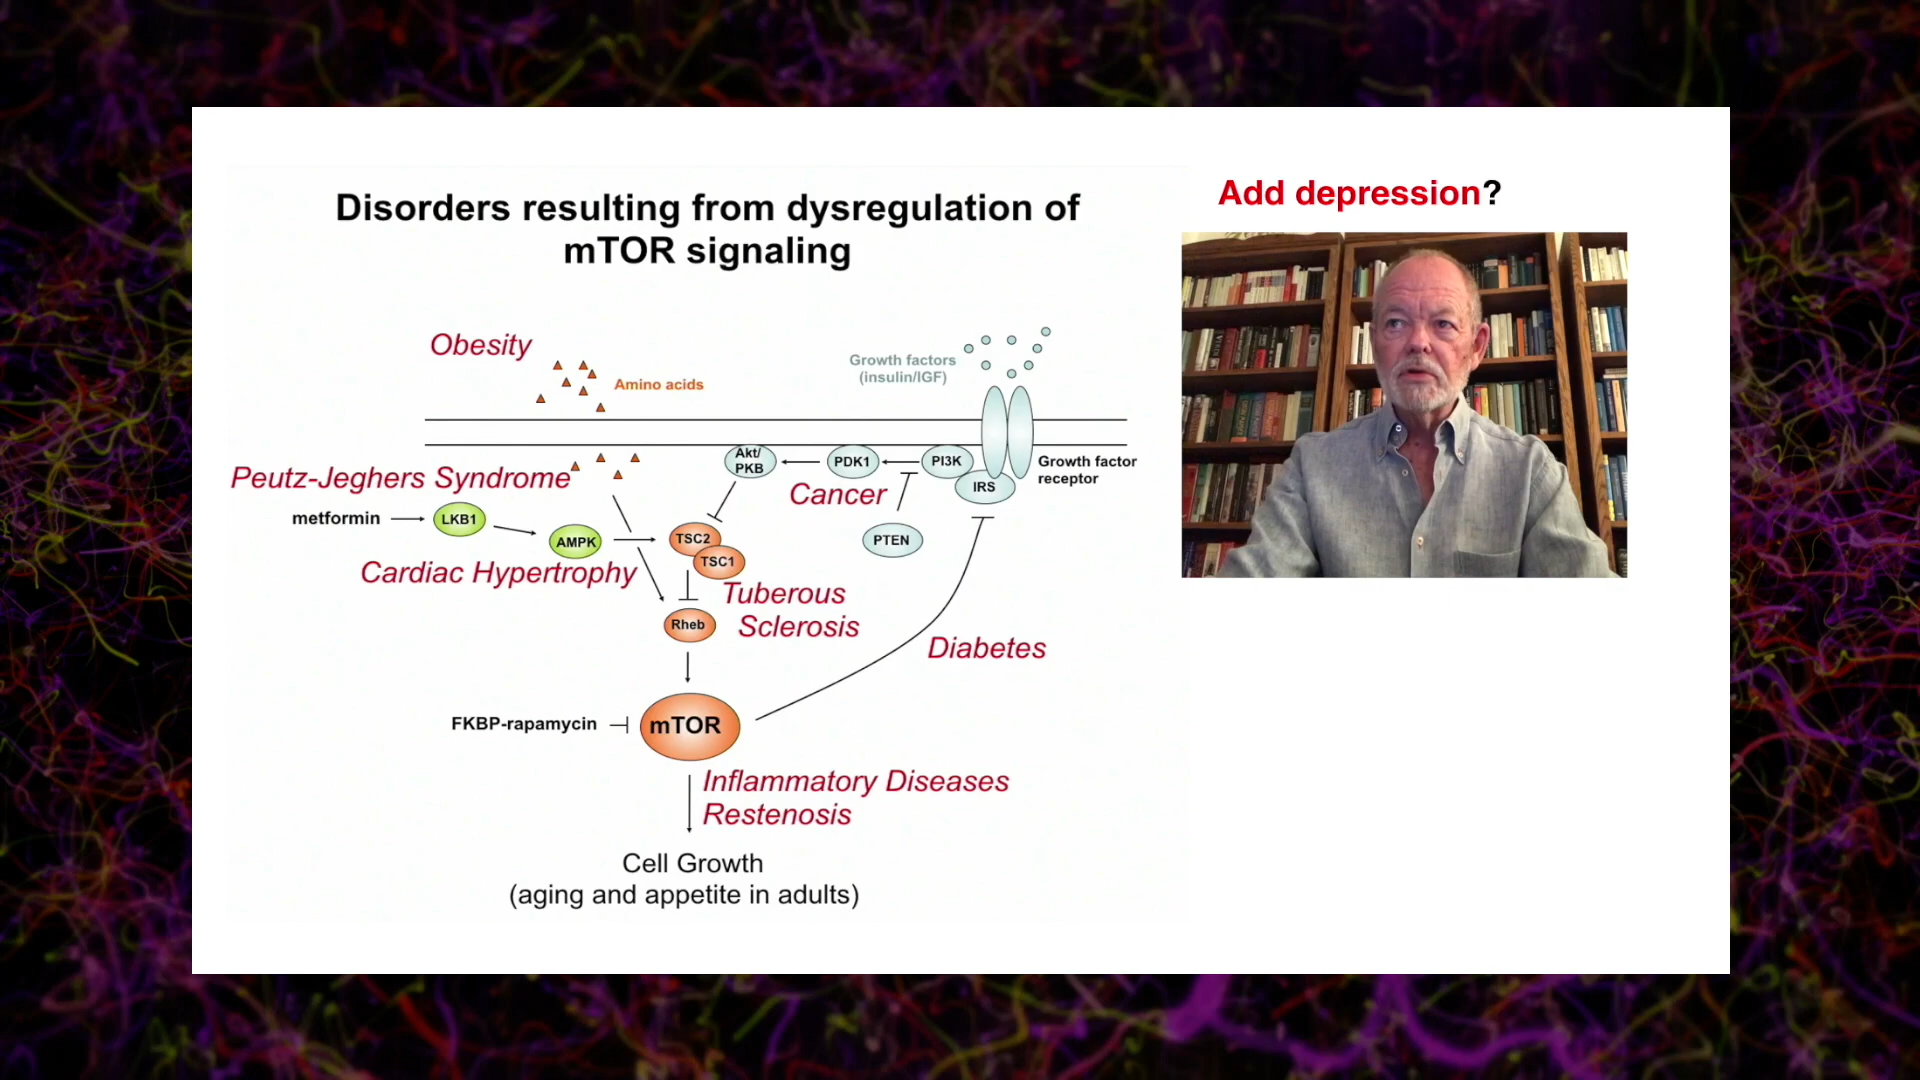 Disorders resulting from dysregulation of
mTOR signaling
Add depression?
Obesity
Amino acids
Growth factors
(insulin/IGF)
Akt/
PKB
PDK1
PI3K
Growth factor
receptor
IRS
Peutz-Jeghers Syndrome
Cancer
metformin
LKB1
AMPK
TSC2
TSC1
PTEN
Cardiac Hypertrophy
Tuberous
Sclerosis
Rheb
Diabetes
FKBP-rapamycin
mTOR
Inflammatory Diseases
Restenosis
Cell Growth
(aging and appetite in adults)